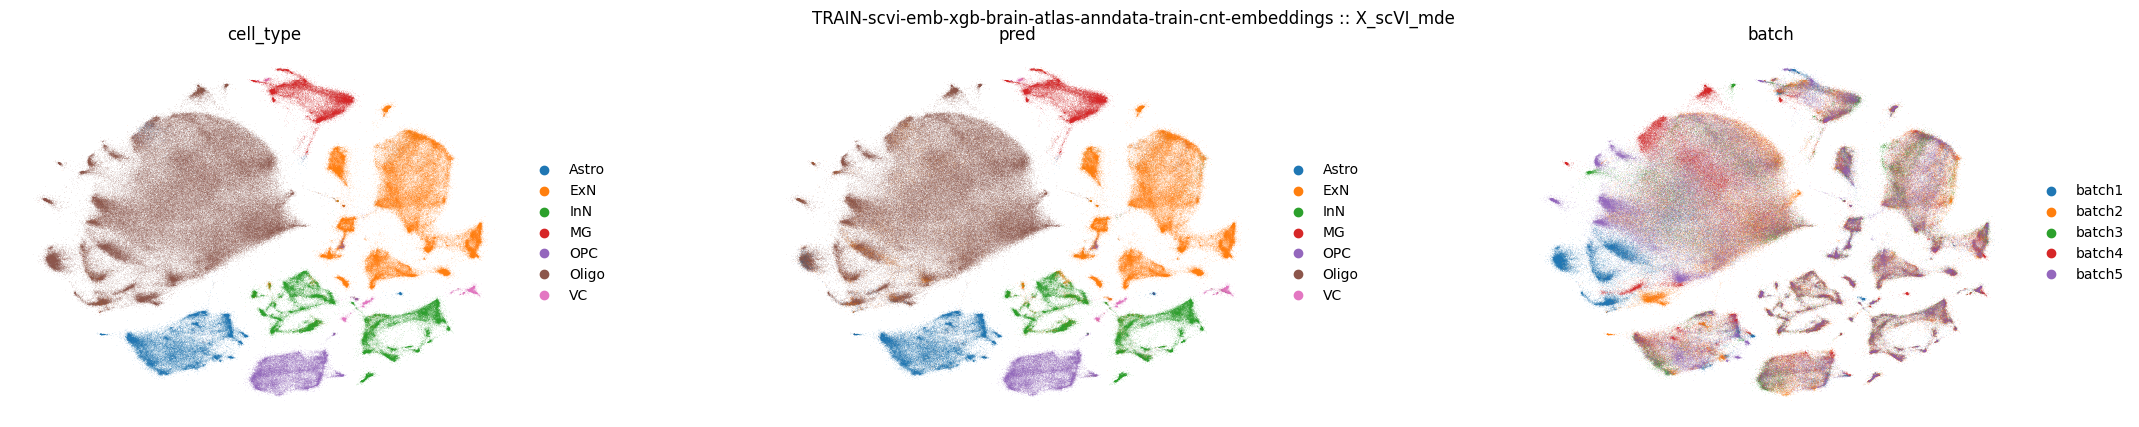 TRAIN-scvi-emb-xgb-brain-atlas-anndata-train-cnt-embeddings :: X_scVI_mde
cell_type
Astro
ExN
InN
MG
OPC
Oligo
VC
pred
Astro
ExN
InN
MG
OPC
Oligo
VC
batch
batch1
batch2
batch3
batch4
batch5